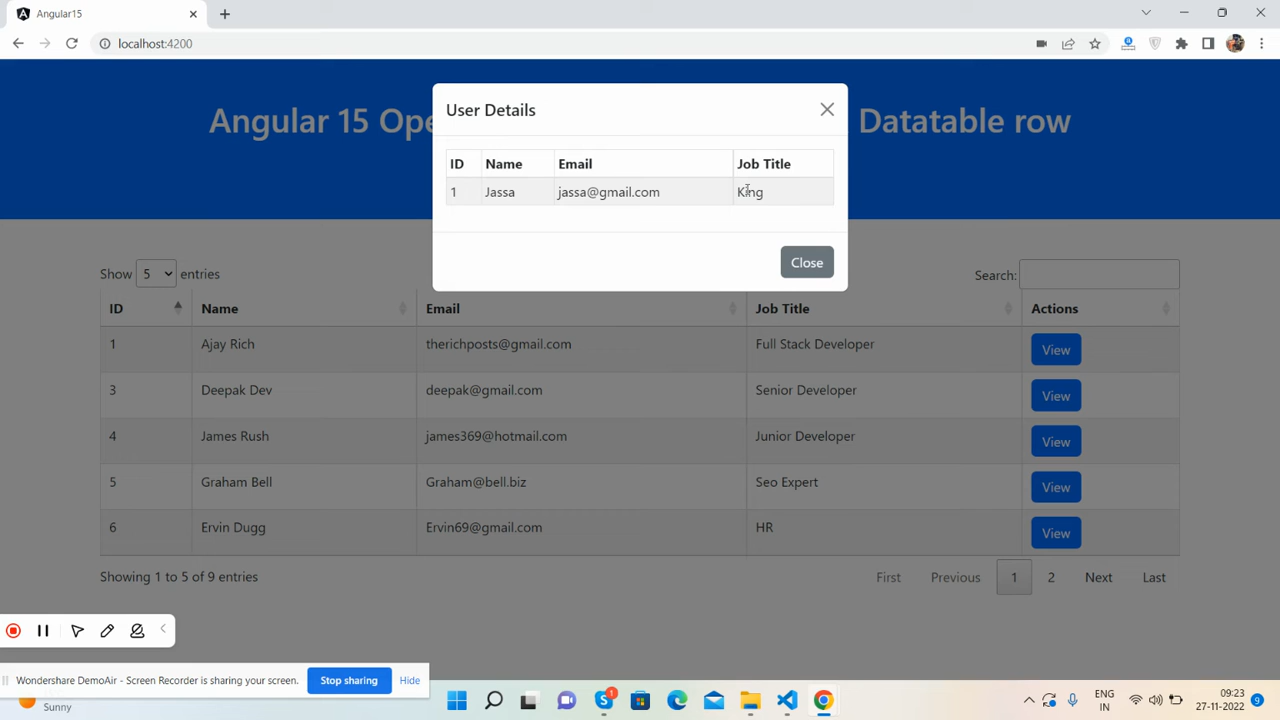 Angular15
localhost:4200
Angular 15 Ope
Datatable row
User Details
ID Name Email Job Title
1 Jassa jassa@gmail.com King
Close
Show 5 entries
Search:
ID Name Email Job Title Actions
1 Ajay Rich therichposts@gmail.com Full Stack Developer View
3 Deepak Dev deepak@gmail.com Senior Developer View
4 James Rush james369@hotmail.com Junior Developer View
5 Graham Bell Graham@bell.biz Seo Expert View
6 Ervin Dugg Ervin69@gmail.com HR View
Showing 1 to 5 of 9 entries
First Previous 1 2 Next Last
Wondershare DemoAir - Screen Recorder is sharing your screen. Stop sharing Hide
Sunny
1
ENG
IN
09:23
27-11-2022
9